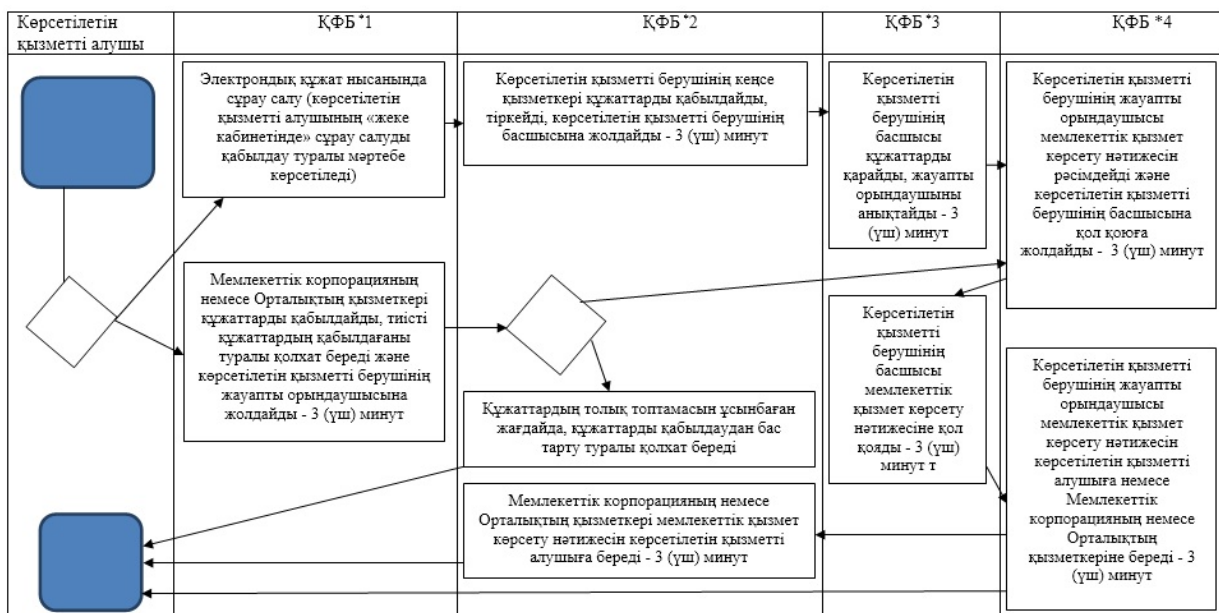 Көрсетілетін
қызметті алушы
ҚФБ *1
ҚФБ *2
ҚФБ *3
ҚФБ *4
Электрондық құжат нысанында
сұрау салу (көрсетілетін
қызметті алушының «жеке
кабинетінде» сұрау салуды
қабылдау туралы мәртебе
көрсетіледі)
Көрсетілетін қызметті берушінің кеңсе
қызметкері құжаттарды қабылдайды,
тіркейді, көрсетілетін қызметті берушінің
басшысына жолдайды - 3 (үш) минут
Көрсетілетін
қызметті
берушінің
басшысы
құжаттарды
қарайды, жауапты
орындаушыны
анықтайды - 3
(үш) минут
Көрсетілетін қызметті
берушінің жауапты
орындаушысы
мемлекеттік қызмет
көрсету нәтижесін
рәсімдейді және
көрсетілетін қызметті
берушінің басшысына
қол қоюға
жолдайды - 3 (үш) минут
Мемлекеттік корпорацияның
немесе Орталықтың қызметкері
құжаттарды қабылдайды, тиісті
құжаттардың қабылдағаны
туралы қолхат береді және
көрсетілетін қызметті берушінің
жауапты орындаушысына
жолдайды - 3 (үш) минут
Құжаттардың толық топтамасын ұсынбаған
жағдайда, құжаттарды қабылдаудан бас
тарту туралы қолхат береді
Көрсетілетін
қызметті
берушінің
басшысы
мемлекеттік
қызмет көрсету
нәтижесіне қол
қояды - 3 (үш)
минут т
Көрсетілетін қызметті
берушінің жауапты
орындаушысы
мемлекеттік қызмет
көрсету нәтижесін
көрсетілетін қызметті
алушыға немесе
Мемлекеттік
корпорацияның немесе
Орталықтың
қызметкеріне береді - 3
(үш) минут
Мемлекеттік корпорацияның немесе
Орталықтың қызметкері мемлекеттік қызмет
көрсету нәтижесін көрсетілетін қызметті
алушыға береді - 3 (үш) минут